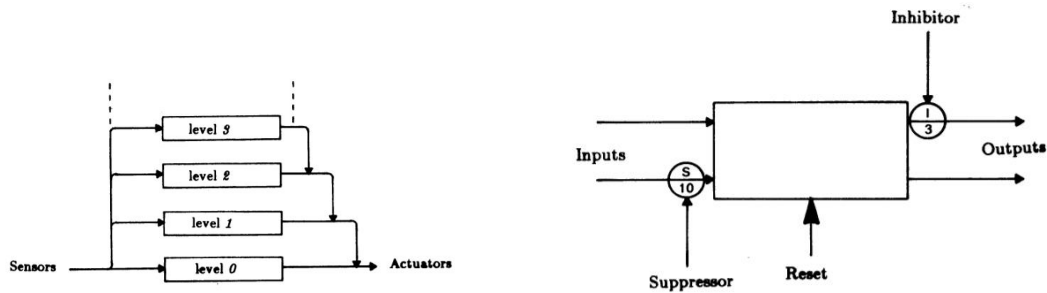 level 3
level 2
level 1
Sensors
level 0
Actuators
Inhibitor
I
3
Inputs
Outputs
S
10
Suppressor
Reset